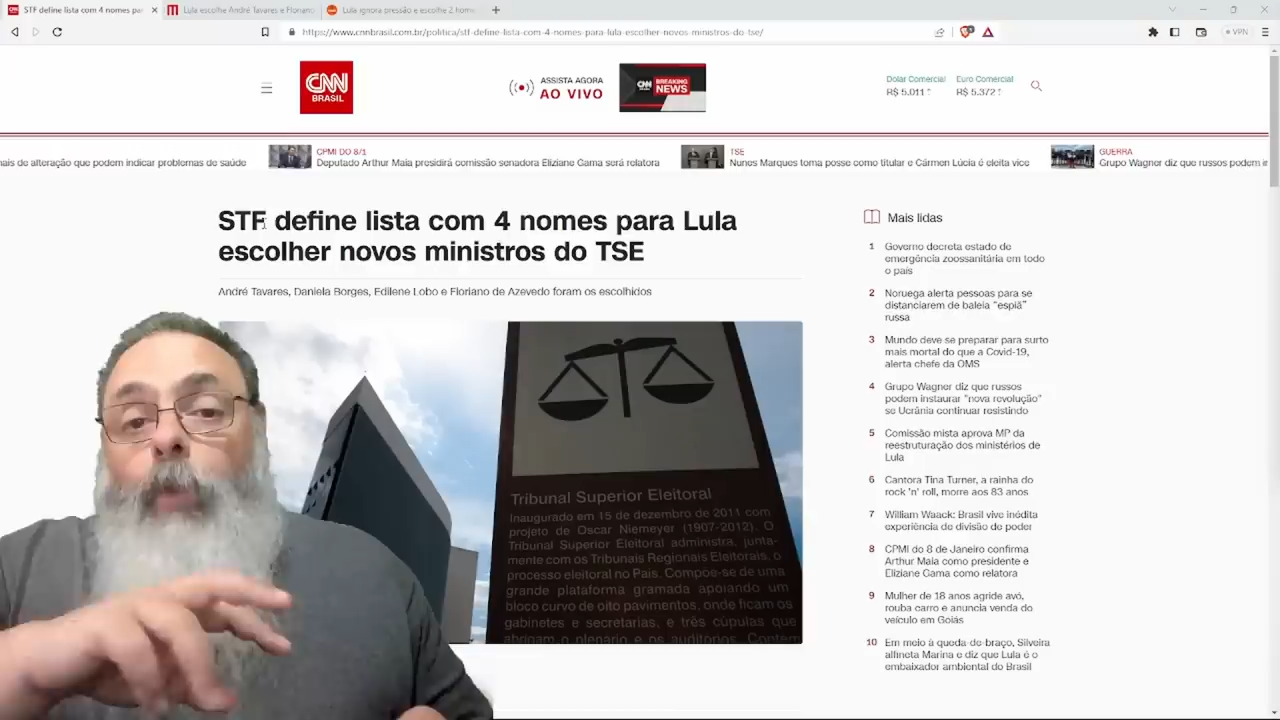 STF define lista com 4 nomes pa
Lula escolhe André Tavares e Floriano
Lula ignora pressão e escolhe 2
https://www.cnnbrasil.com.br/politica/stf-define-lista-com-4-nomes-para-lula-escolher-novos-ministros-do-tse/
VPN
CNN
BRASIL
ASSISTA AGORA
AO VIVO
CNN BREAKING
NEWS
Dolar Comercial
R$ 5.011
Euro Comercial
R$ 5.372
ais de alteração que podem indicar problemas de saúde
CPMI DO 8/1
Deputado Arthur Maia presidirá comissão senadora Eliziane Gama será relatora
TSE
Nunes Marques toma posse como titular e Cármen Lúcia é eleita vice
GUERRA
Grupo Wagner diz que russos podem i
STF define lista com 4 nomes para Lula
escolher novos ministros do TSE
André Tavares, Daniela Borges, Edilene Lobo e Floriano de Azevedo foram os escolhidos
Tribunal Superior Eleitoral
Inaugurado em 15 de dezembro de 2011 com
projeto de Oscar Niemeyer (1907-2012). O
Tribunal Superior Eleitoral administra, junta-
mente com os Tribunais Regionais Eleitorais, o
processo eleitoral no País. Compõe-se de uma
grande plataforma gramada apoiando um
bloco curvo de oito pavimentos, onde ficam os
gabinetes e secretarias, e três cúpulas que
abrigam o plenário e os auditórios. Contem
Mais lidas
1 Governo decreta estado de
emergência zoossanitária em todo
o país
2 Noruega alerta pessoas para se
distanciarem de baleia "espiã"
russa
3 Mundo deve se preparar para surto
mais mortal do que a Covid-19,
alerta chefe da OMS
4 Grupo Wagner diz que russos
podem instaurar "nova revolução"
se Ucrânia continuar resistindo
5 Comissão mista aprova MP da
reestruturação dos ministérios de
Lula
6 Cantora Tina Turner, a rainha do
rock 'n' roll, morre aos 83 anos
7 William Waack: Brasil vive inédita
experiência de divisão de poder
8 CPMI do 8 de Janeiro confirma
Arthur Maia como presidente e
Eliziane Gama como relatora
9 Mulher de 18 anos agride avó,
rouba carro e anuncia venda do
veículo em Goiás
10 Em meio à queda-de-braço, Silveira
alfineta Marina e diz que Lula é o
embaixador ambiental do Brasil